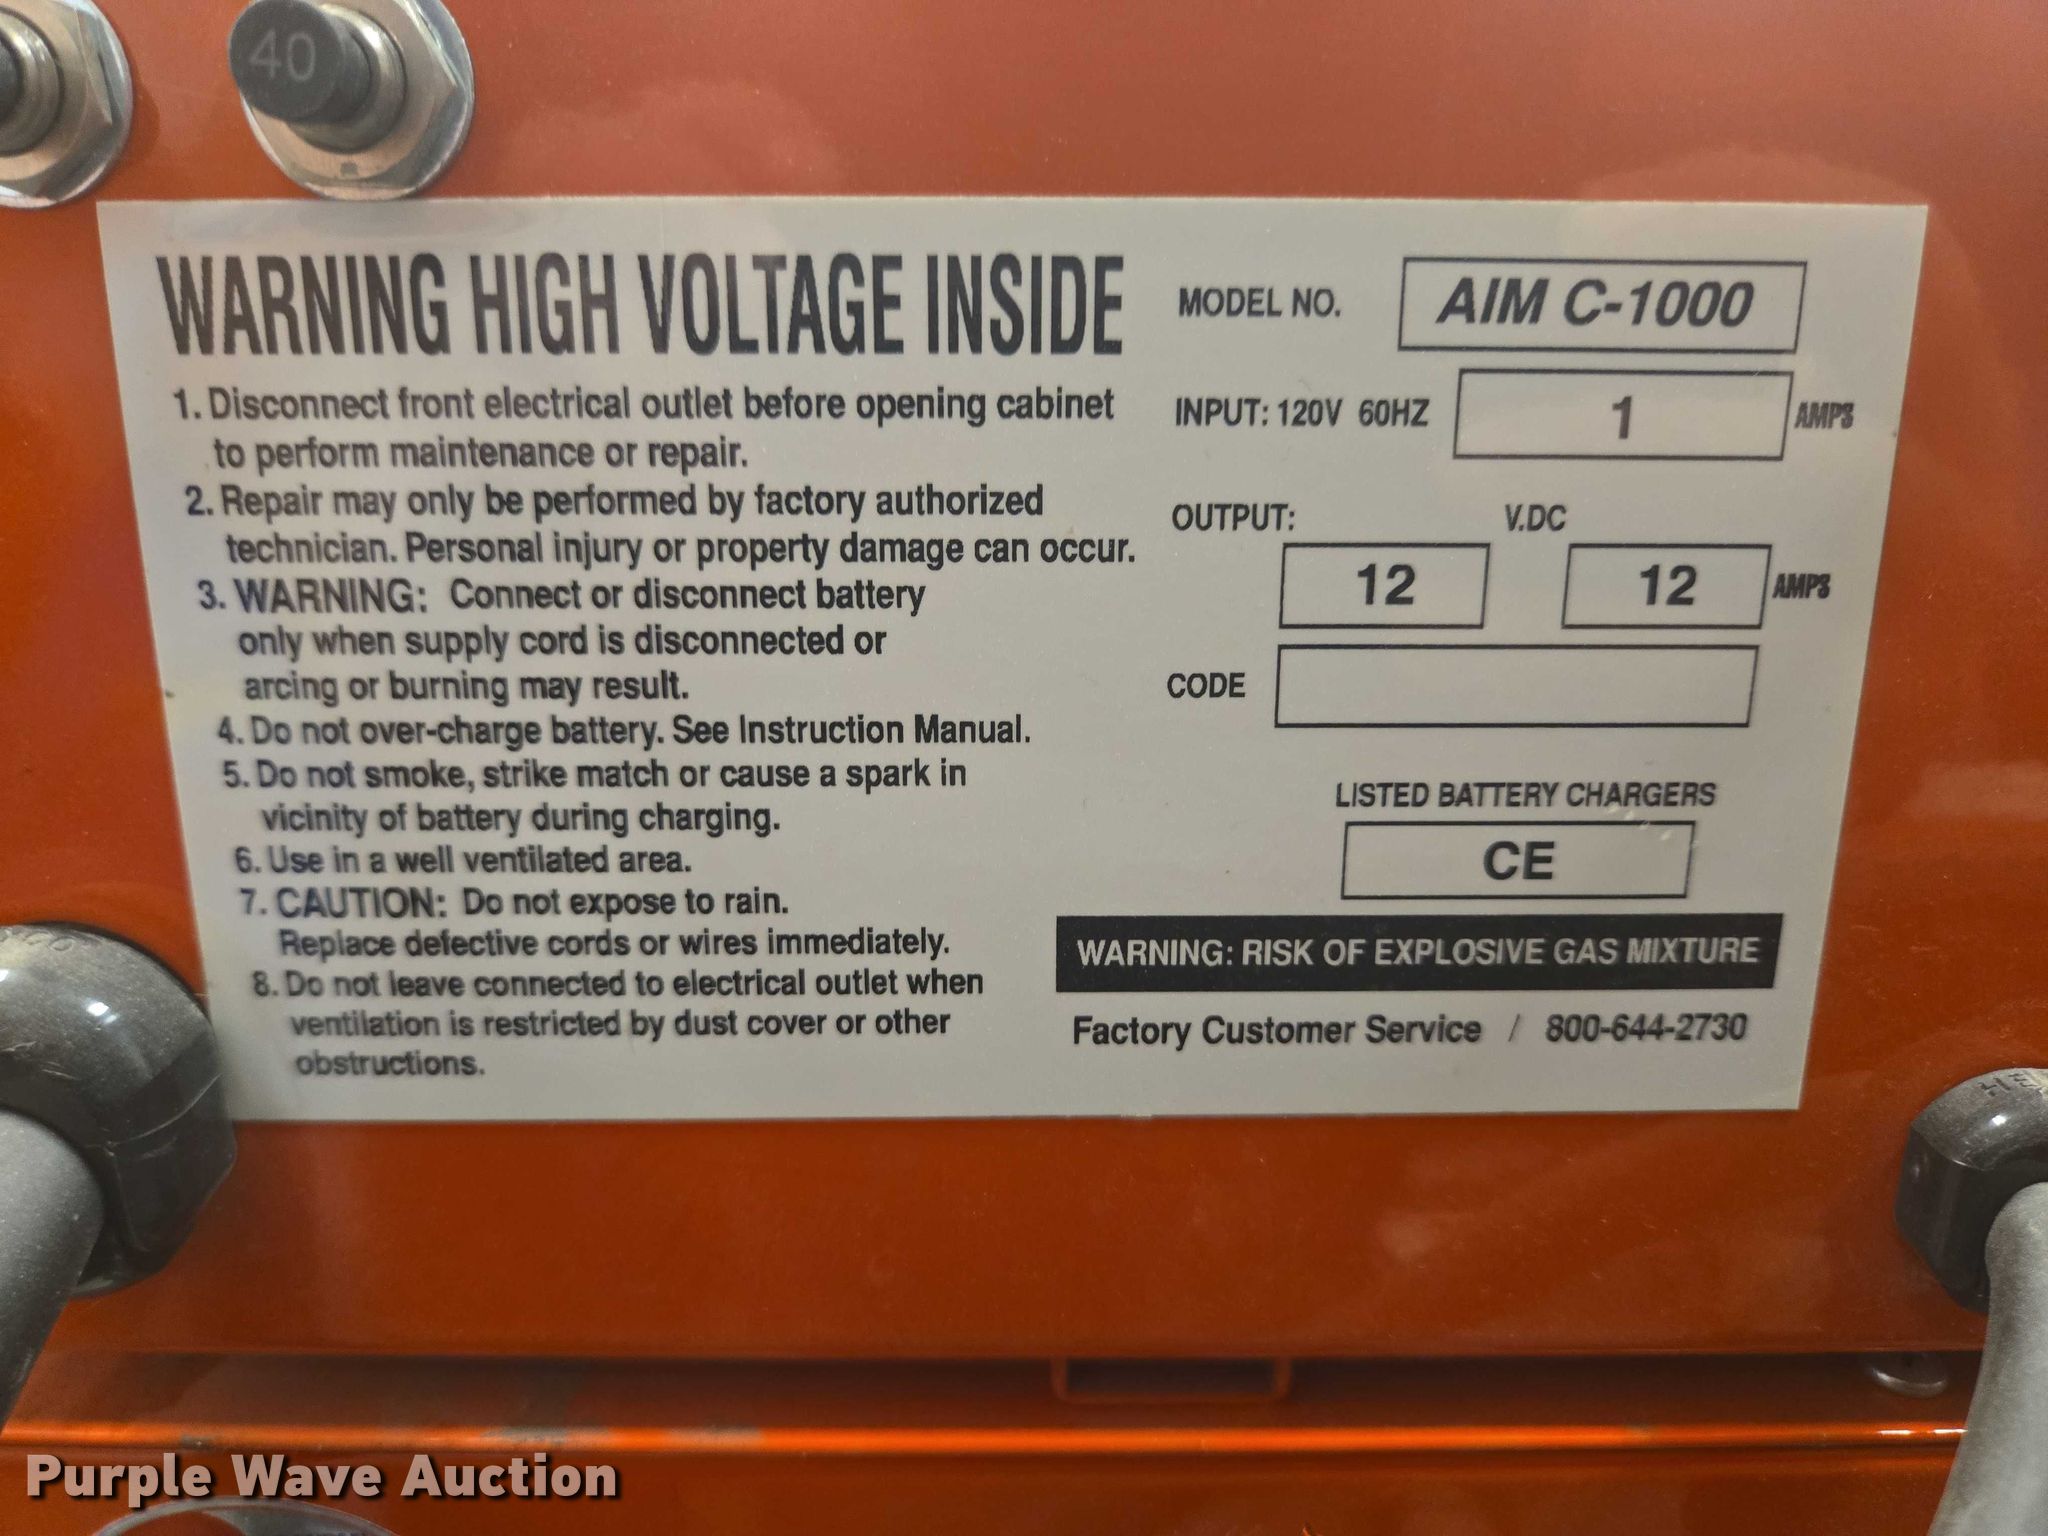 40
WARNING HIGH VOLTAGE INSIDE
1. Disconnect front electrical outlet before opening cabinet
to perform maintenance or repair.
2. Repair may only be performed by factory authorized
technician. Personal injury or property damage can occur.
3. WARNING: Connect or disconnect battery
only when supply cord is disconnected or
arcing or burning may result.
4. Do not over-charge battery. See Instruction Manual.
5. Do not smoke, strike match or cause a spark in
vicinity of battery during charging.
6. Use in a well ventilated area.
7. CAUTION: Do not expose to rain.
Replace defective cords or wires immediately.
8. Do not leave connected to electrical outlet when
ventilation is restricted by dust cover or other
obstructions.
MODEL NO. AIM C-1000
INPUT: 120V 60HZ 1 AMPS
OUTPUT: V.DC
12 12 AMPS
CODE
LISTED BATTERY CHARGERS
CE
WARNING: RISK OF EXPLOSIVE GAS MIXTURE
Factory Customer Service / 800-644-2730
Purple Wave Auction